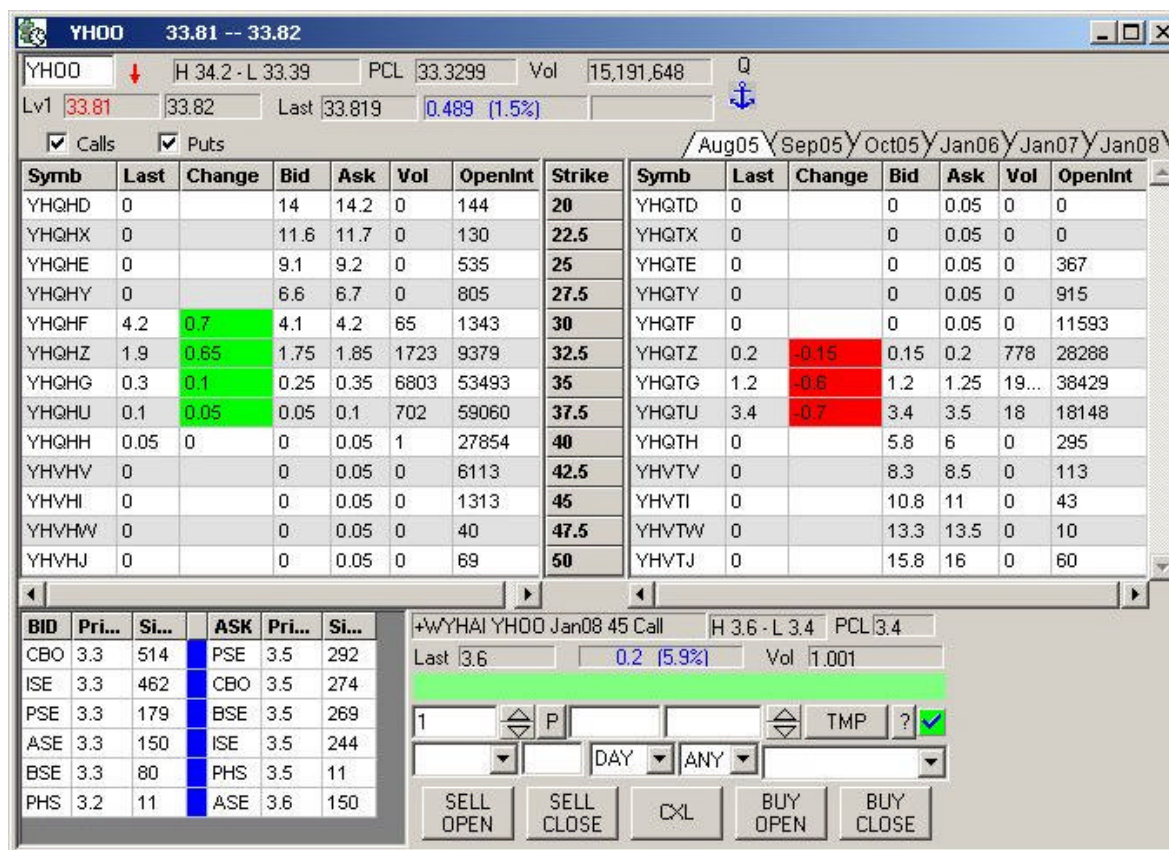 YHOO 33.81 -- 33.82
YHOO H 34.2 - L 33.39 PCL 33.3299 Vol 15,191,648 Q
Lv1 33.81 33.82 Last 33.819 0.489 (1.5%)
Calls Puts Aug05 Sep05 Oct05 Jan06 Jan07 Jan08
Symb Last Change Bid Ask Vol OpenInt Strike Symb Last Change Bid Ask Vol OpenInt
YHQHD 0 14 14.2 0 144 20 YHQTD 0 0 0.05 0 0
YHQHX 0 11.6 11.7 0 130 22.5 YHQTX 0 0 0.05 0 0
YHQHE 0 9.1 9.2 0 535 25 YHQTE 0 0 0.05 0 367
YHQHY 0 6.6 6.7 0 805 27.5 YHQTY 0 0 0.05 0 915
YHQHF 4.2 0.7 4.1 4.2 65 1343 30 YHQTF 0 0 0.05 0 11593
YHQHZ 1.9 0.65 1.75 1.85 1723 9379 32.5 YHQTZ 0.2 -0.15 0.15 0.2 778 28288
YHQHG 0.3 0.1 0.25 0.35 6803 53493 35 YHQTG 1.2 -0.6 1.2 1.25 19... 38429
YHQHU 0.1 0.05 0.05 0.1 702 59060 37.5 YHQTU 3.4 -0.7 3.4 3.5 18 18148
YHQHH 0.05 0 0 0.05 1 27854 40 YHQTH 0 5.8 6 0 295
YHVHV 0 0 0.05 0 6113 42.5 YHVTV 0 8.3 8.5 0 113
YHVHI 0 0 0.05 0 1313 45 YHVTI 0 10.8 11 0 43
YHVHW 0 0 0.05 0 40 47.5 YHVTW 0 13.3 13.5 0 10
YHVHJ 0 0 0.05 0 69 50 YHVTJ 0 15.8 16 0 60
BID Pri... Si... ASK Pri... Si... +WYHAI YHOO Jan08 45 Call H 3.6 - L 3.4 PCL 3.4
CBO 3.3 514 PSE 3.5 292 Last 3.6 0.2 (5.9%) Vol 1.001
ISE 3.3 462 CBO 3.5 274
PSE 3.3 179 BSE 3.5 269 1 P TMP ?
ASE 3.3 150 ISE 3.5 244
BSE 3.3 80 PHS 3.5 11 DAY ANY
PHS 3.2 11 ASE 3.6 150
SELL OPEN SELL CLOSE CXL BUY OPEN BUY CLOSE